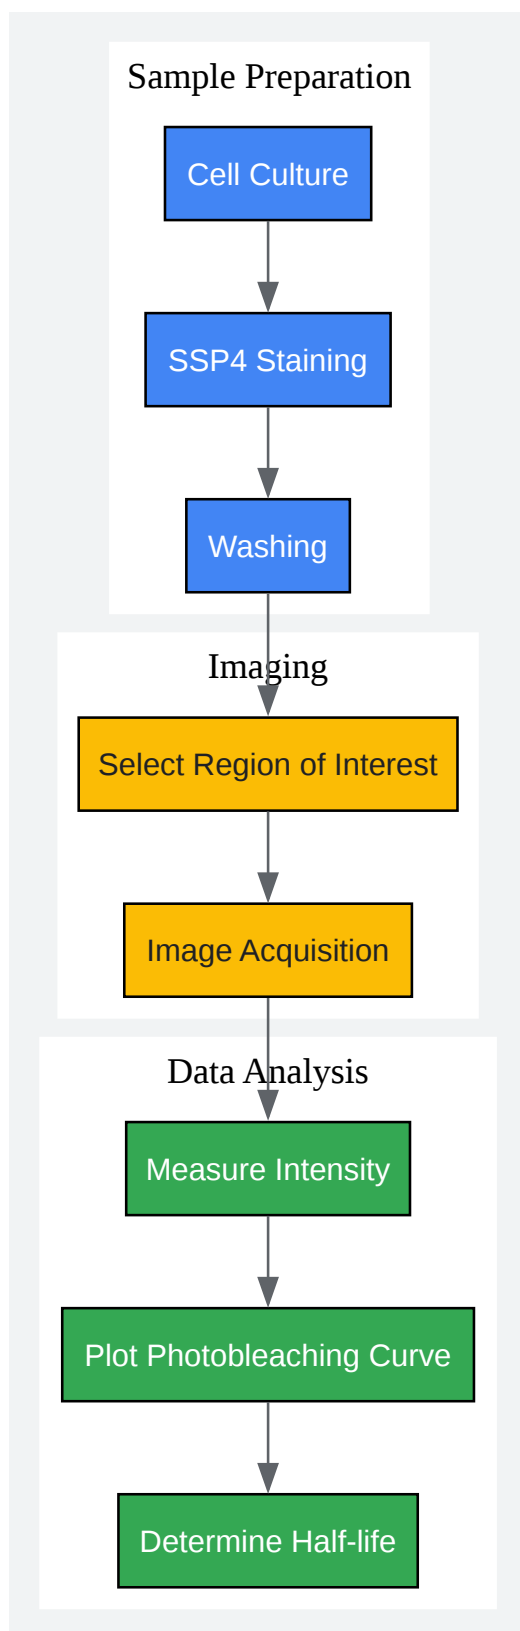 Sample Preparation
Cell Culture
SSP4 Staining
Washing
Imaging
Select Region of Interest
Image Acquisition
Data Analysis
Measure Intensity
Plot Photobleaching Curve
Determine Half-life